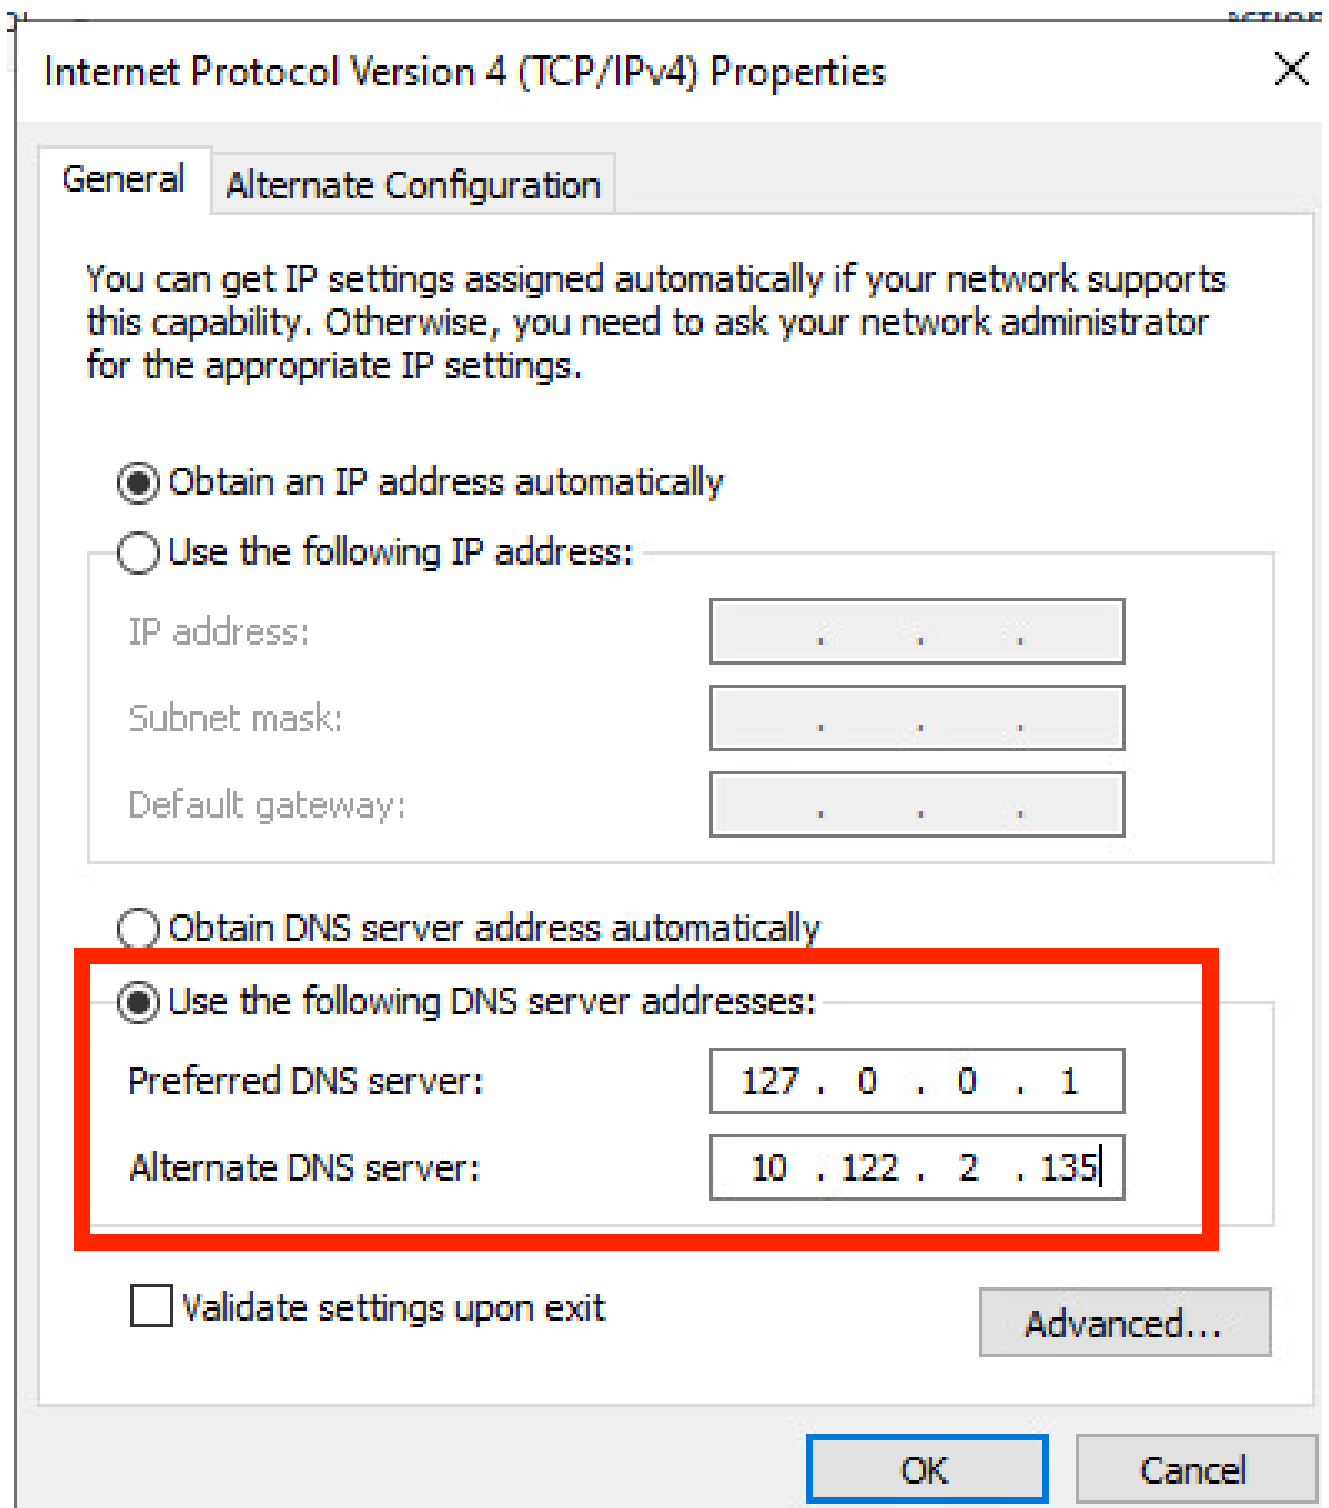 Internet Protocol Version 4 (TCP/IPv4) Properties
General
Alternate Configuration
You can get IP settings assigned automatically if your network supports
this capability. Otherwise, you need to ask your network administrator
for the appropriate IP settings.
Obtain an IP address automatically
Use the following IP address:
IP address: . . .
Subnet mask: . . .
Default gateway: . . .
Obtain DNS server address automatically
Use the following DNS server addresses:
Preferred DNS server: 127 . 0 . 0 . 1
Alternate DNS server: 10 . 122 . 2 . 135
Validate settings upon exit
Advanced...
OK
Cancel